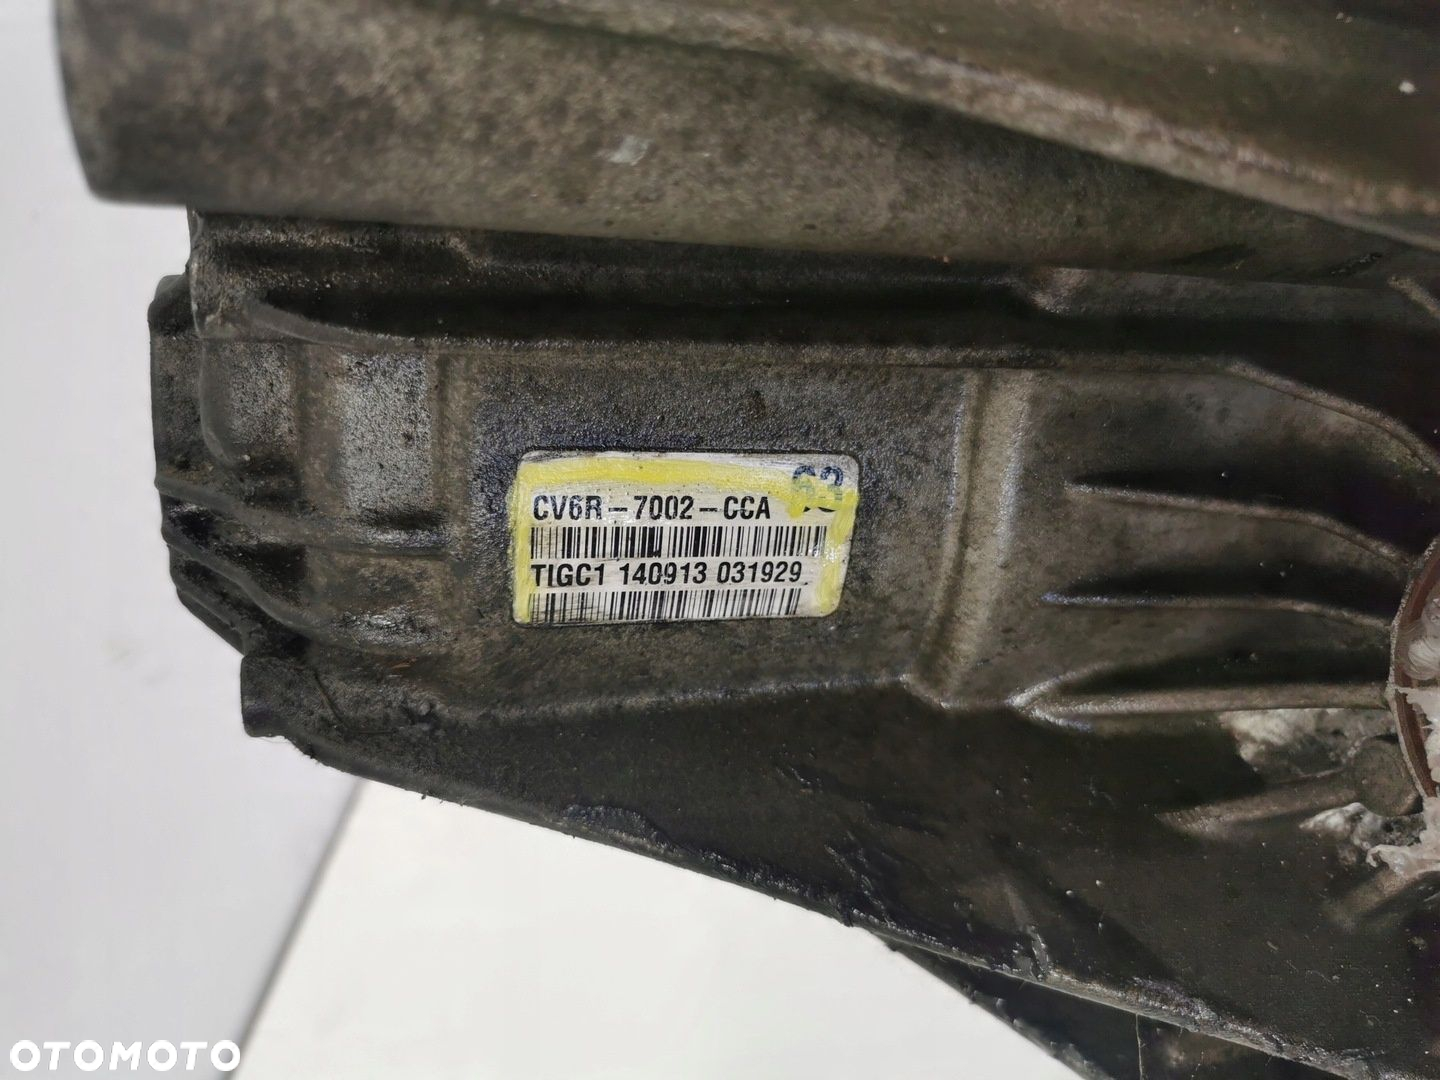 CV6R-7002-CCA
TIGC1 140913 031929
OTOMOTO